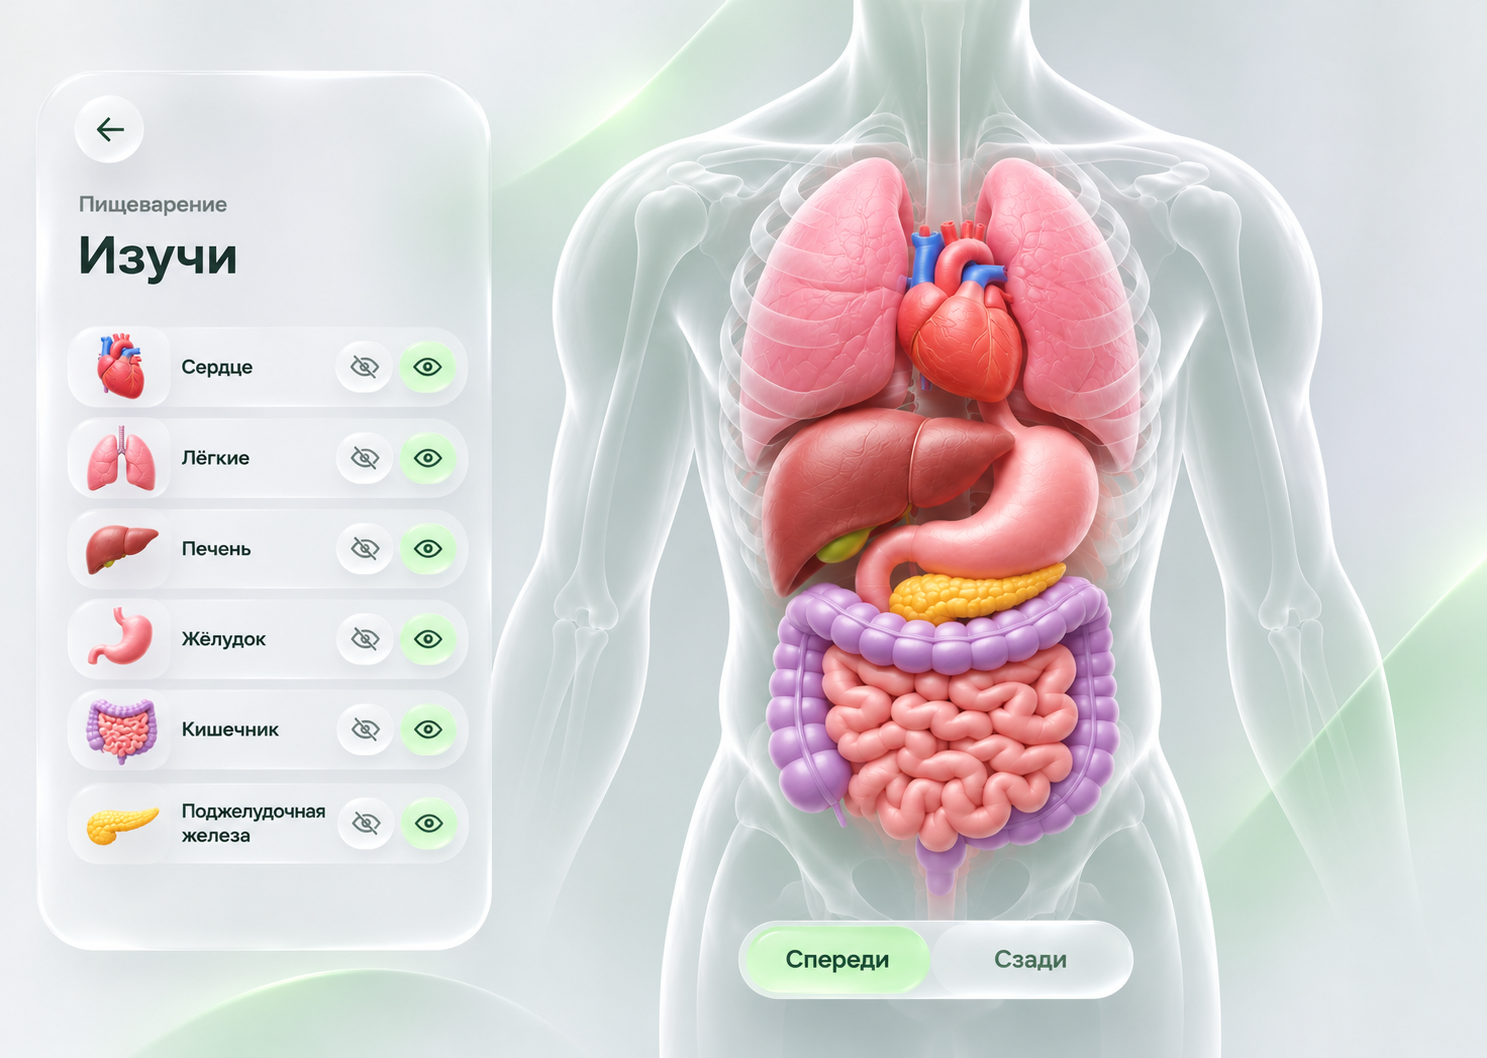 Пищеварение
Изучи
Сердце
Лёгкие
Печень
Жёлудок
Кишечник
Поджелудочная
железа
Спереди
Сзади